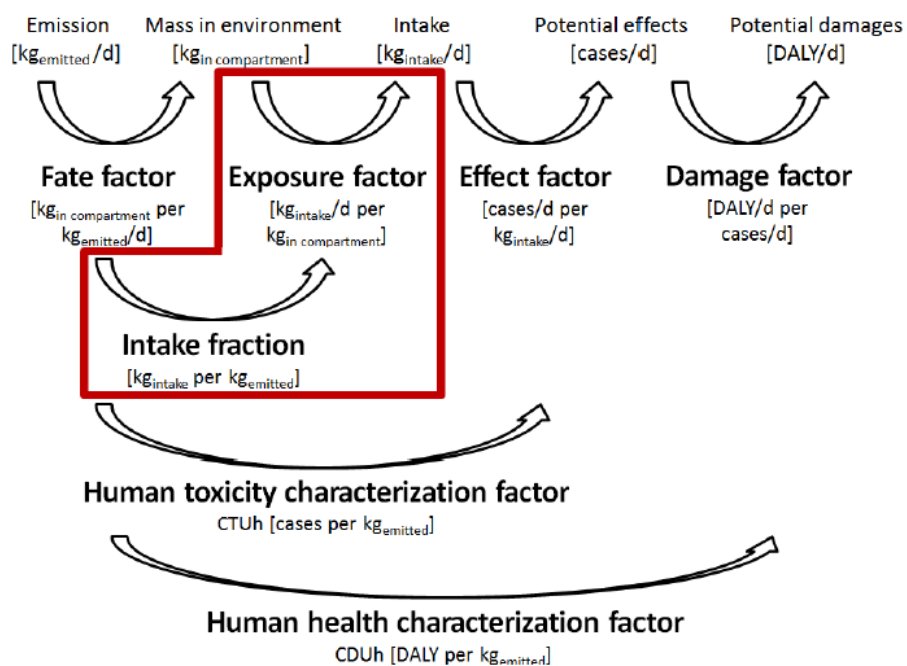 Emission Mass in environment Intake Potential effects Potential damages
[kgemitted/d] [kgin compartment] [kgintake/d] [cases/d] [DALY/d]
Fate factor Exposure factor Effect factor Damage factor
[kgin compartment per [kgintake/d per [cases/d per [DALY/d per
kgemitted/d] kgin compartment] kgintake/d] cases/d]
Intake fraction
[kgintake per kgemitted]
Human toxicity characterization factor
CTUh [cases per kgemitted]
Human health characterization factor
CDUh [DALY per kgemitted]